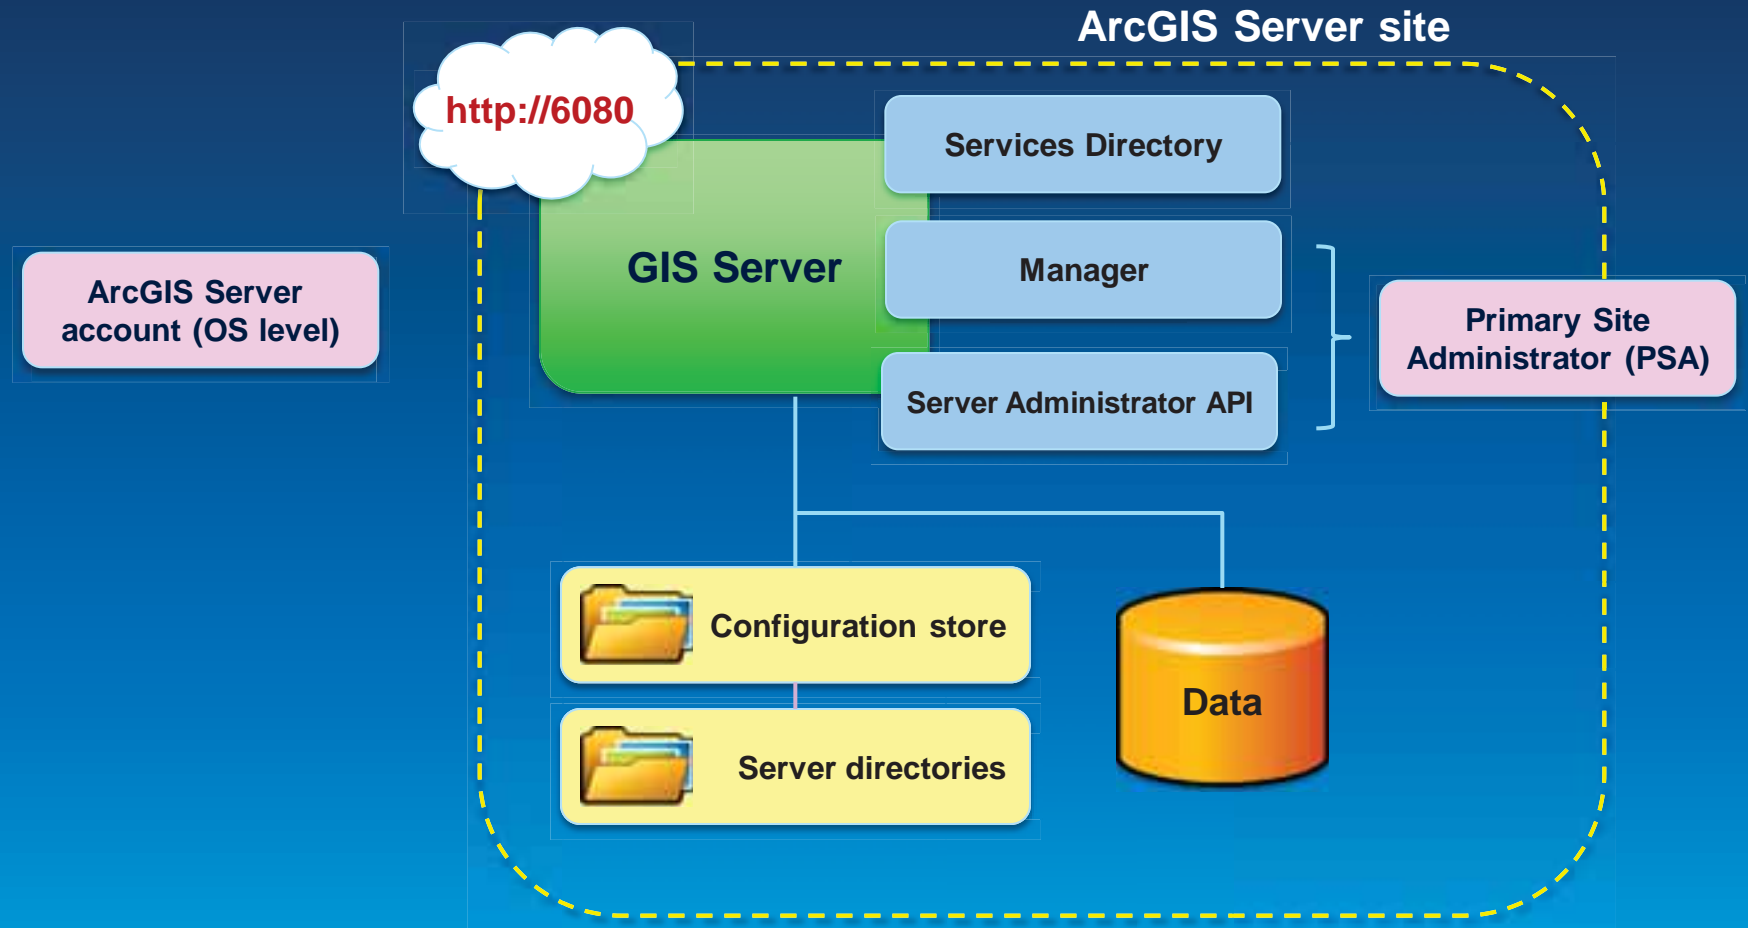 ArcGIS Server site
http://6080
Services Directory
GIS Server
Manager
ArcGIS Server
account (OS level)
Primary Site
Administrator (PSA)
Server Administrator API
Configuration store
Data
Server directories